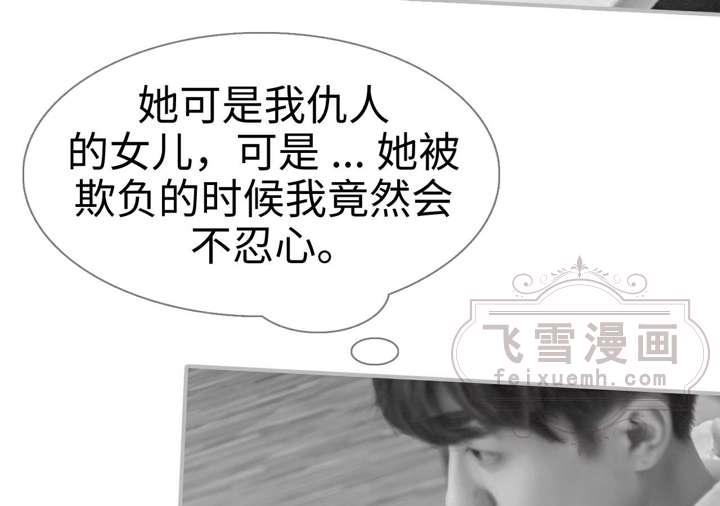 她可是我仇人
的女儿，可是 ... 她被
欺负的时候我竟然会
不忍心。
飞雪漫画
feixuemh.com